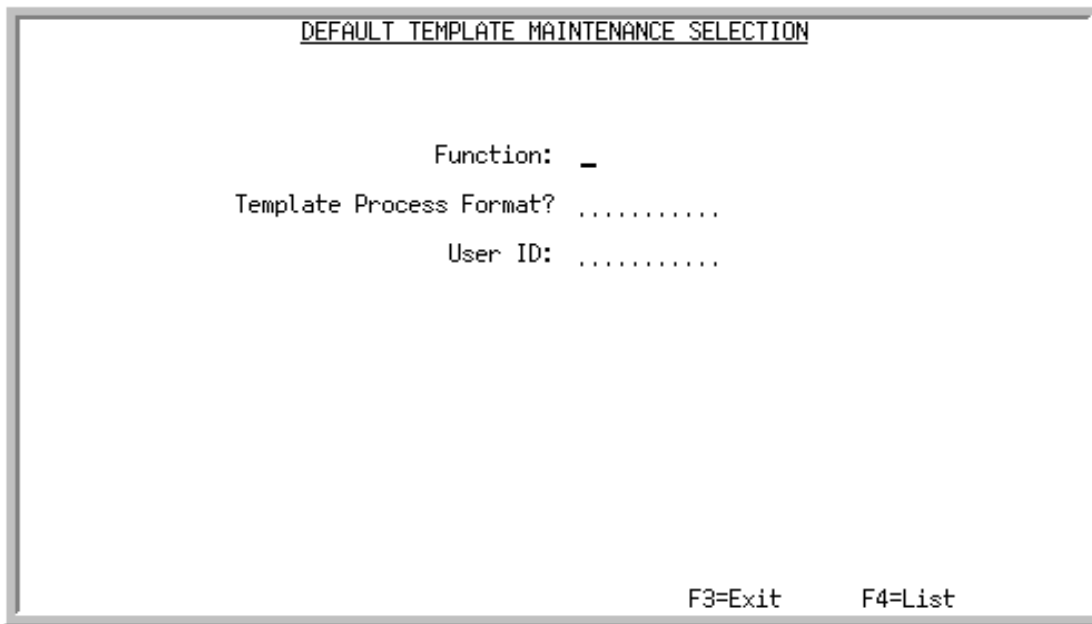 DEFAULT TEMPLATE MAINTENANCE SELECTION
Function: _
Template Process Format? ...........
User ID: ...........
F3=Exit F4=List